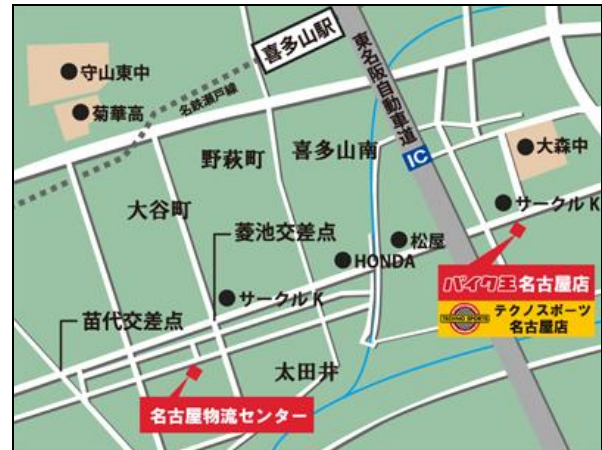 喜多山駅
守山東中
菊華高
名鉄瀬戸線
東名阪自動車道
野萩町
喜多山南
IC
大森中
大谷町
サークルK
菱池交差点
松屋
HONDA
バイク王名古屋店
サークルK
TECHNO SPORTS
テクノスポーツ
名古屋店
苗代交差点
太田井
名古屋物流センター